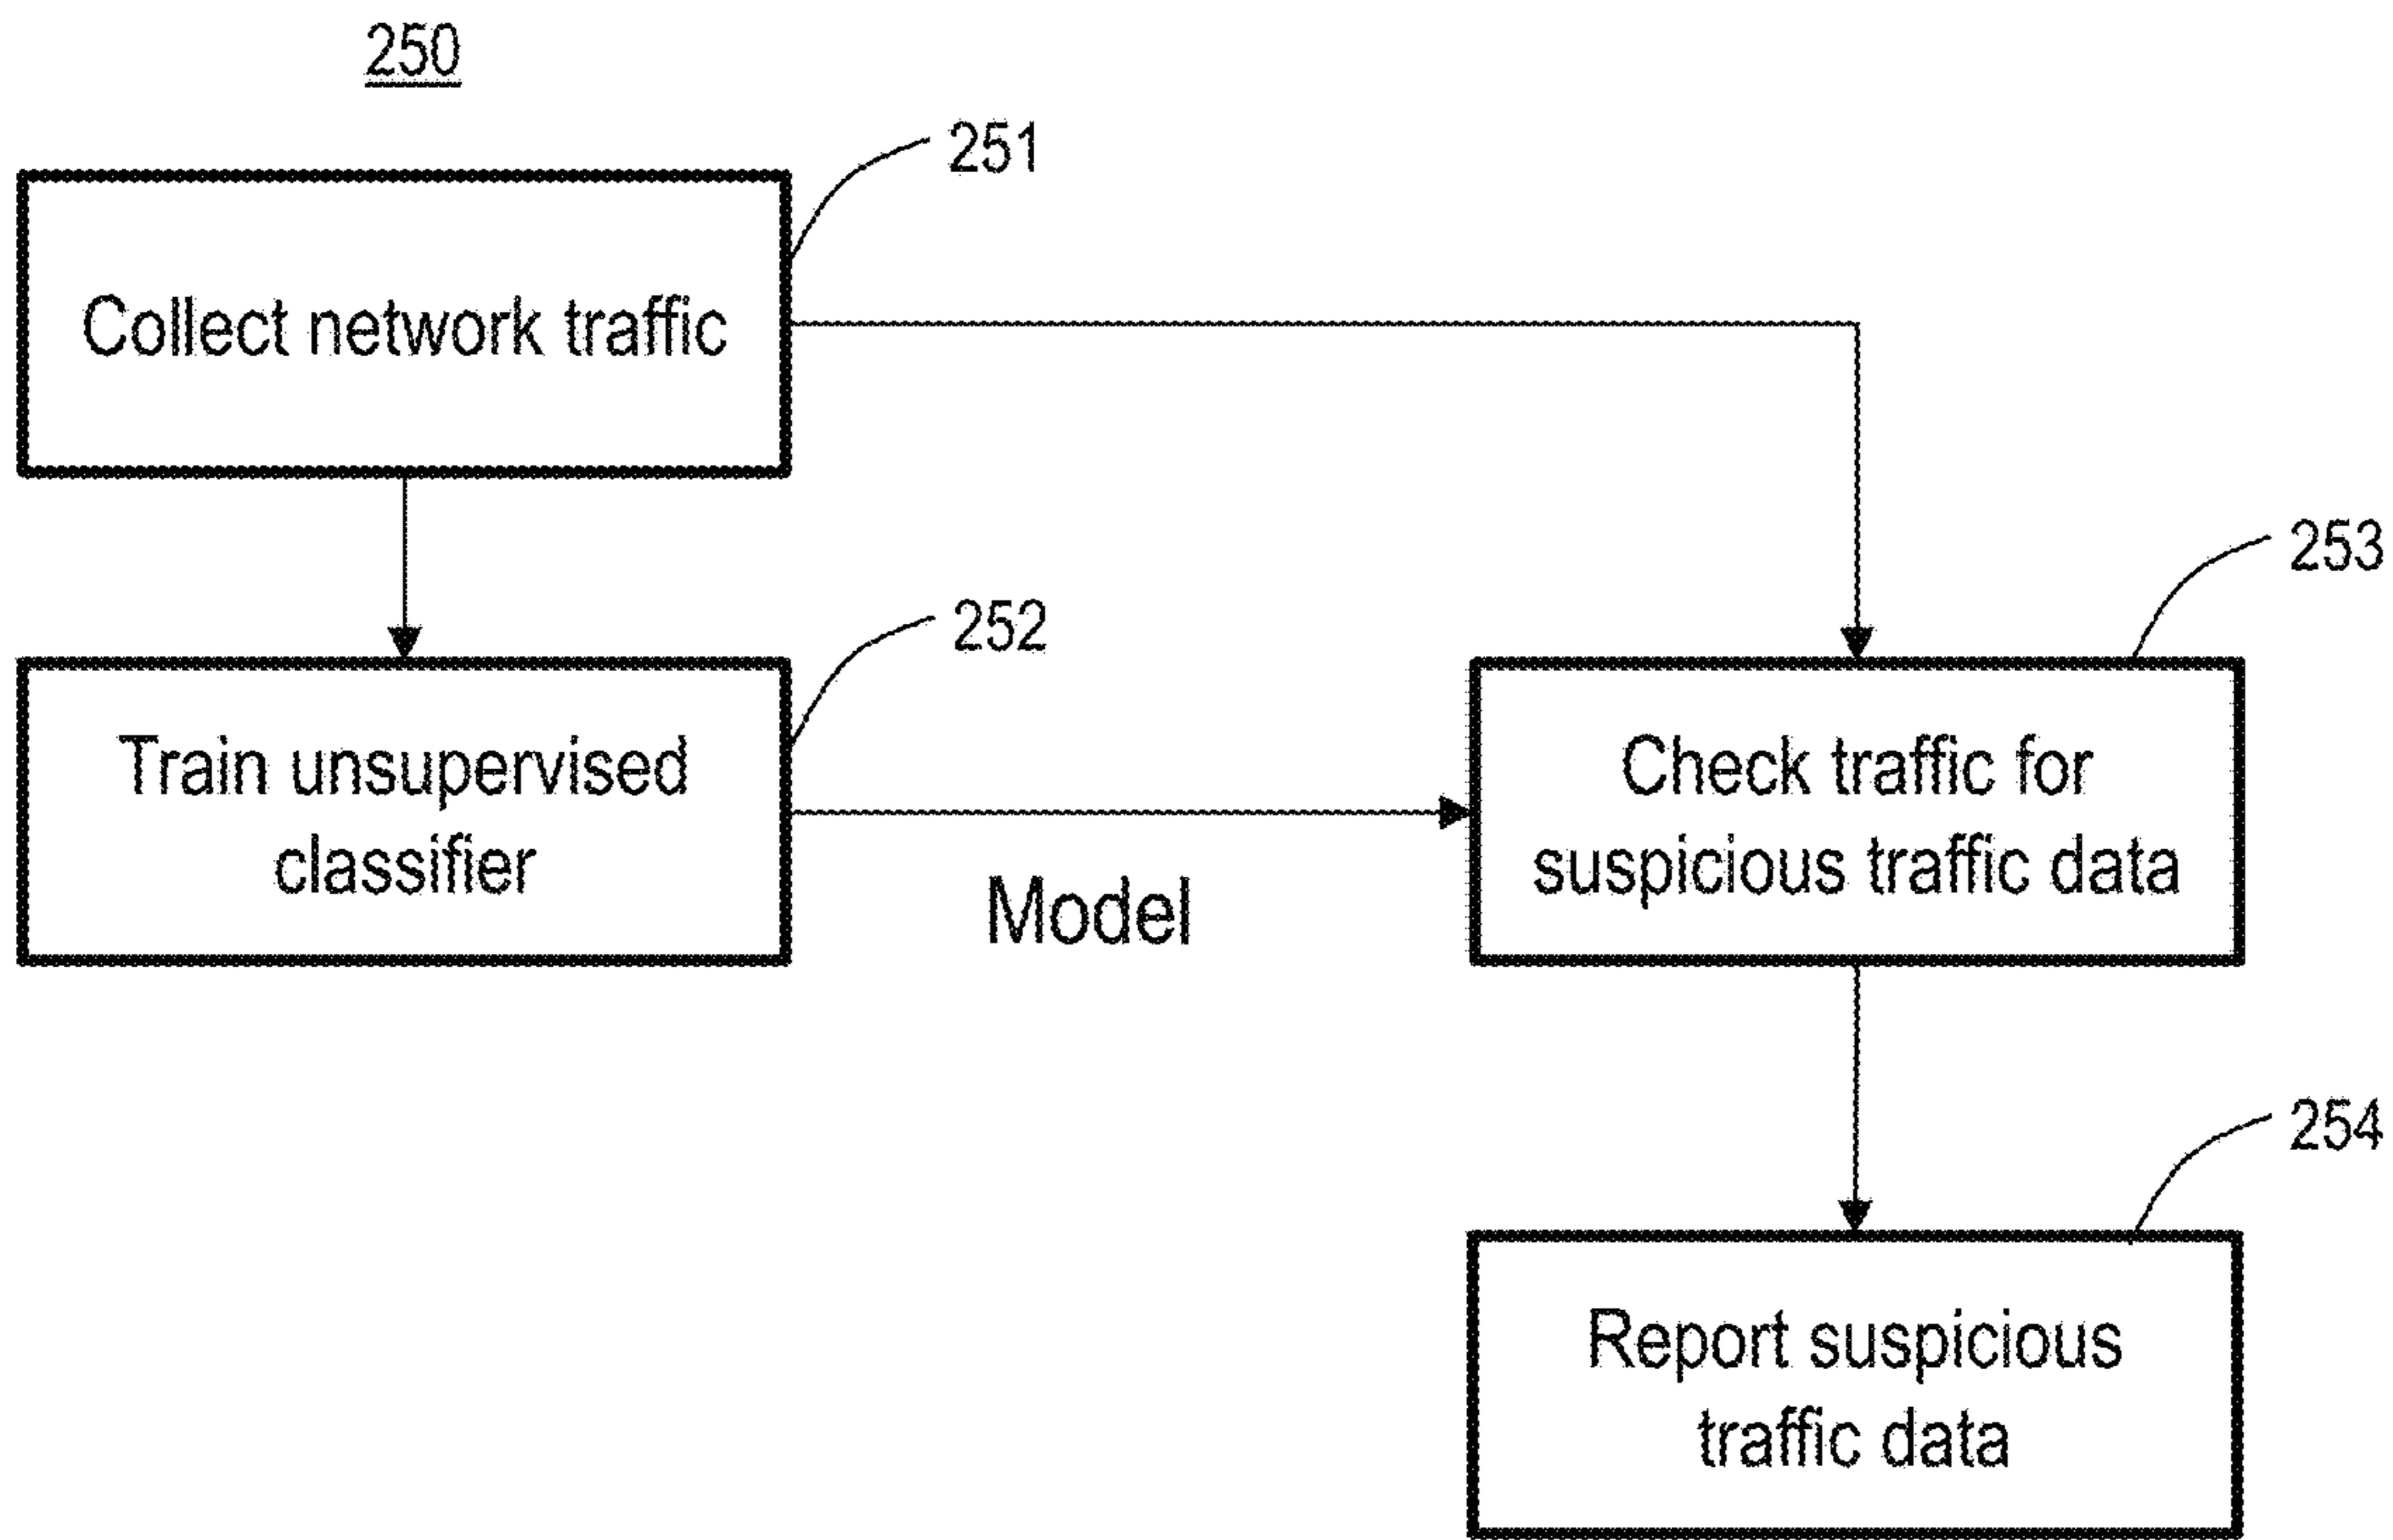 250
251
Collect network traffic
252
Train unsupervised
classifier
Model
253
Check traffic for
suspicious traffic data
254
Report suspicious
traffic data